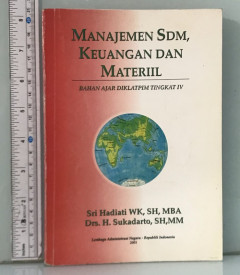 MANAJEMEN SDM,
KEUANGAN DAN
MATERIIL
BAHAN AJAR DIKLATPIM TINGKAT IV
Sri Hadiati WK, SH, MBA
Drs. H. Sukadarto, SH,MM
Lembaga Administrasi Negara - Republik Indonesia
2001